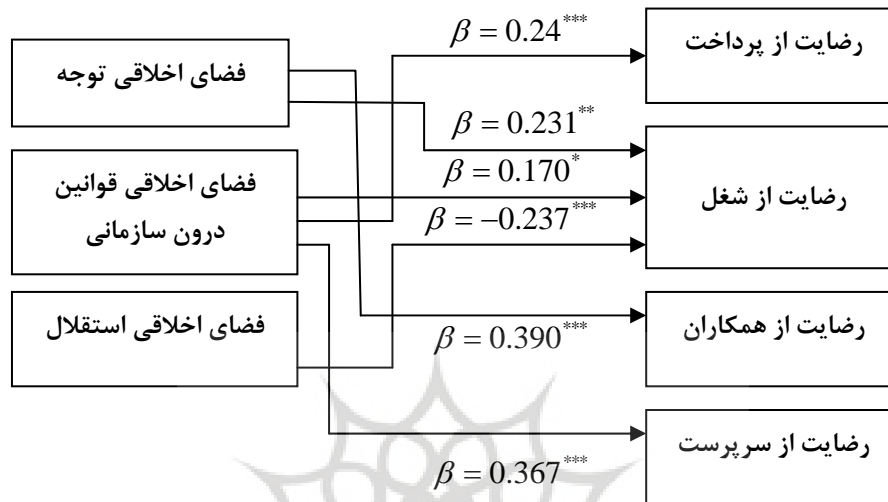 فضای اخلاقی توجه
فضای اخلاقی قوانین
درون سازمانی
فضای اخلاقی استقلال
β = 0.24***
β = 0.231**
β = 0.170*
β = −0.237***
β = 0.390***
β = 0.367***
رضایت از پرداخت
رضایت از شغل
رضایت از همکاران
رضایت از سرپرست